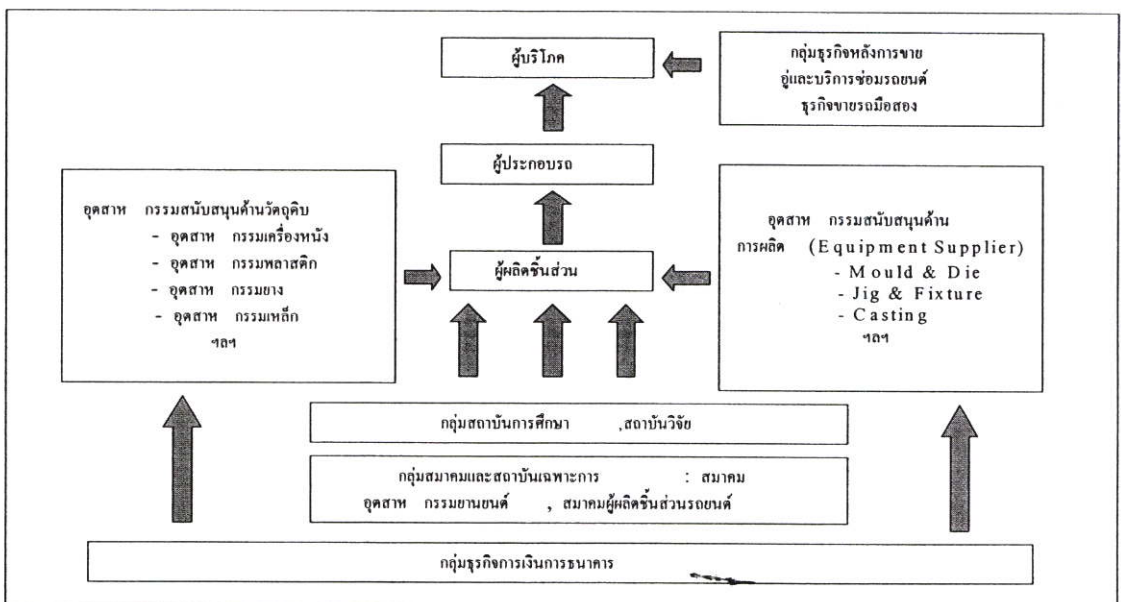 ผู้บริโภค
กลุ่มธุรกิจหลังการขาย
อู่และบริการซ่อมรถยนต์
ธุรกิจขายรถมือสอง
ผู้ประกอบรถ
อุตสาห กรรมสนับสนุนด้านวัตถุดิบ
- อุตสาห กรรมเครื่องหนัง
- อุตสาห กรรมพลาสติก
- อุตสาห กรรมยาง
- อุตสาห กรรมเหล็ก
ฯลฯ
ผู้ผลิตชิ้นส่วน
อุตสาห กรรมสนับสนุนด้าน
การผลิต (Equipment Supplier)
- Mould & Die
- Jig & Fixture
- Casting
ฯลฯ
กลุ่มสถาบันการศึกษา ,สถาบันวิจัย
กลุ่มสมาคมและสถาบันเฉพาะการ : สมาคม
อุตสาห กรรมยานยนต์ , สมาคมผู้ผลิตชิ้นส่วนรถยนต์
กลุ่มธุรกิจการเงินการธนาคาร